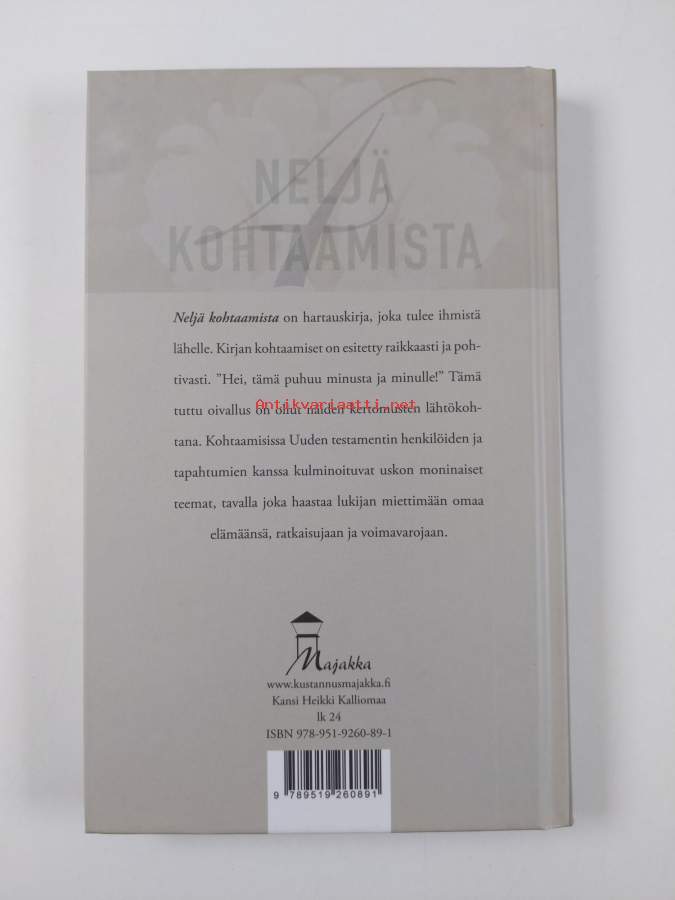 NELJÄ
KOHTAAMISTA
Neljä kohtaamista on hartauskirja, joka tulee ihmistä
lähelle. Kirjan kohtaamiset on esitetty raikkaasti ja poh-
tivasti. ”Hei, tämä puhuu minusta ja minulle!” Tämä
tuttu oivallus on ollut näiden kertomusten lähtökoh-
Antikvariaatti.net
tana. Kohtaamisissa Uuden testamentin henkilöiden ja
tapahtumien kanssa kulminoituvat uskon moninaiset
teemat, tavalla joka haastaa lukijan miettimään omaa
elämäänsä, ratkaisujaan ja voimavarojaan.
Majakka
www.kustannusmajakka.fi
Kansi Heikki Kalliomaa
lk 24
ISBN 978-951-9260-89-1
9 789519 260891